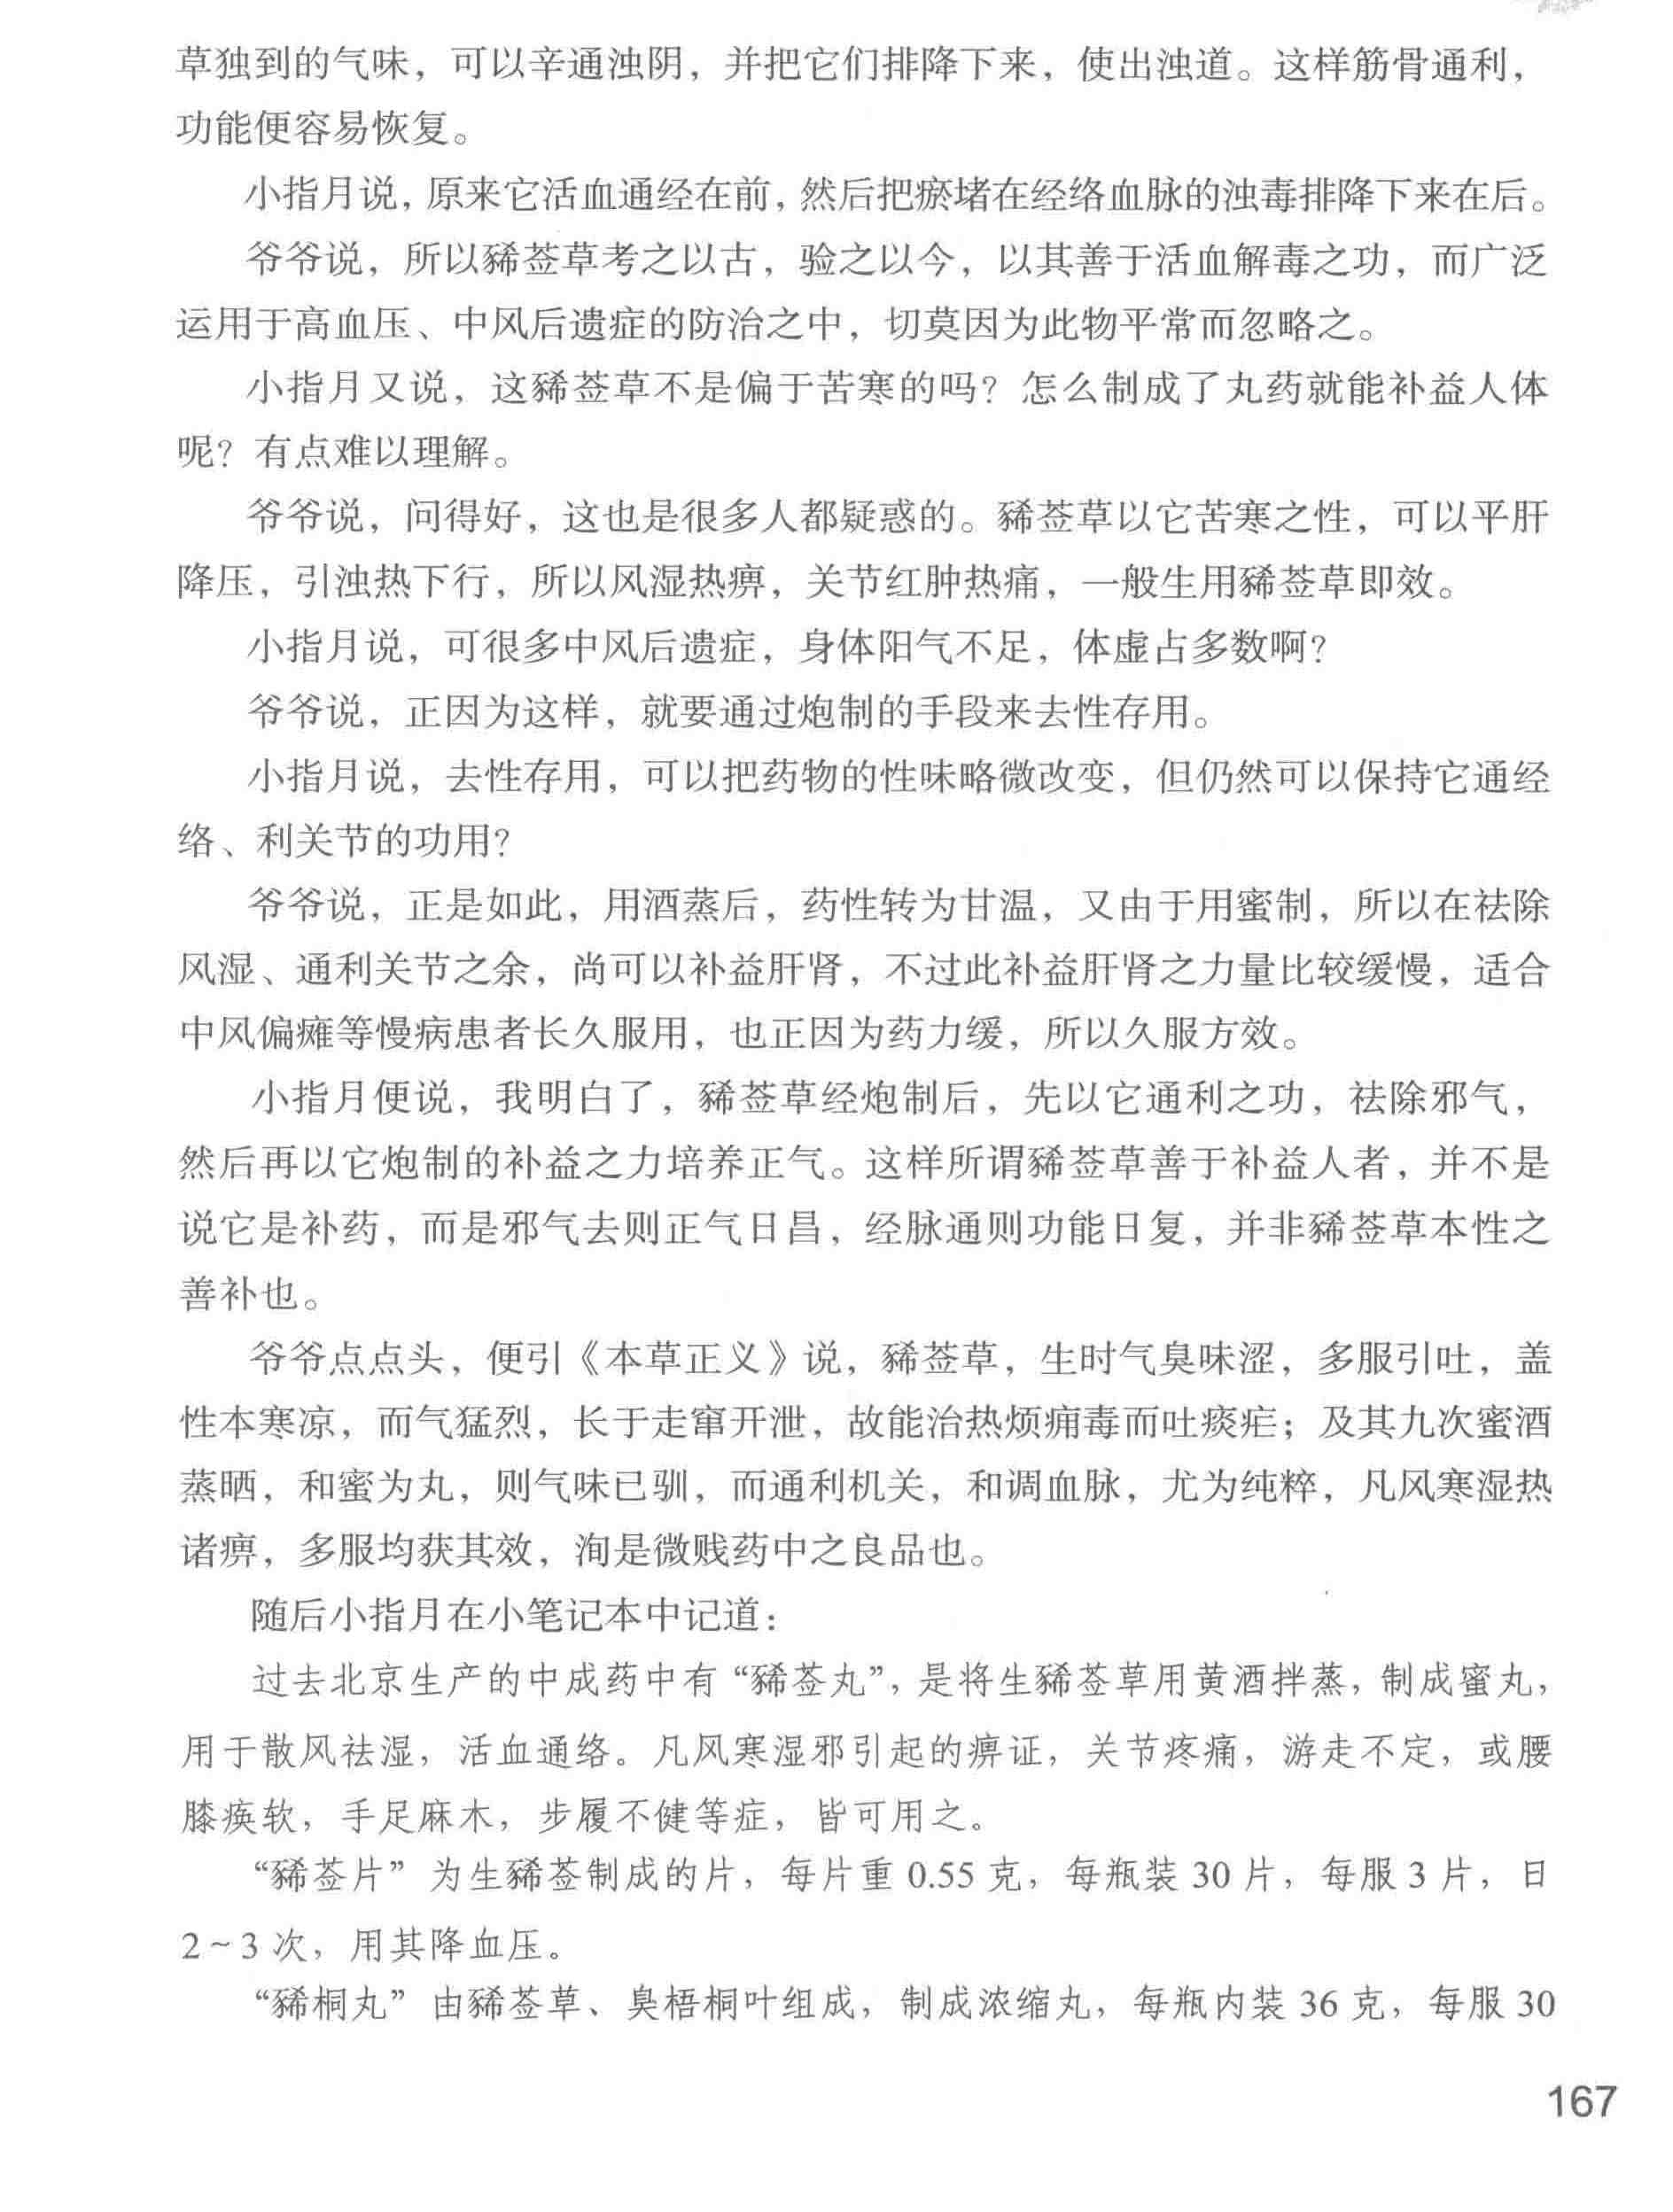 草独到的气味，可以辛通浊阴，并把它们排降下来，使出浊道。这样筋骨通利，
功能便容易恢复。
小指月说，原来它活血通经在前，然后把瘀堵在经络血脉的浊毒排降下来在后。
爷爷说，所以豨莶草考之以古，验之以今，以其善于活血解毒之功，而广泛
运用于高血压、中风后遗症的防治之中，切莫因为此物平常而忽略之。
小指月又说，这豨莶草不是偏于苦寒的吗？怎么制成了丸药就能补益人体
呢？有点难以理解。
爷爷说，问得好，这也是很多人都疑惑的。豨莶草以它苦寒之性，可以平肝
降压，引浊热下行，所以风湿热痹，关节红肿热痛，一般生用豨莶草即效。
小指月说，可很多中风后遗症，身体阳气不足，体虚占多数啊？
爷爷说，正因为这样，就要通过炮制的手段来去性存用。
小指月说，去性存用，可以把药物的性味略微改变，但仍然可以保持它通经
络、利关节的功用？
爷爷说，正是如此，用酒蒸后，药性转为甘温，又由于用蜜制，所以在祛除
风湿、通利关节之余，尚可以补益肝肾，不过此补益肝肾之力量比较缓慢，适合
中风偏瘫等慢病患者长久服用，也正因为药力缓，所以久服方效。
小指月便说，我明白了，豨莶草经炮制后，先以它通利之功，祛除邪气，
然后再以它炮制的补益之力培养正气。这样所谓豨莶草善于补益人者，并不是
说它是补药，而是邪气去则正气日昌，经脉通则功能日复，并非豨莶草本性之
善补也。
爷爷点点头，便引《本草正义》说，豨莶草，生时气臭味涩，多服引吐，盖
性本寒凉，而气猛烈，长于走窜开泄，故能治热烦痈毒而吐痰疟；及其九次蜜酒
蒸晒，和蜜为丸，则气味已驯，而通利机关，和调血脉，尤为纯粹，凡风寒湿热
诸痹，多服均获其效，洵是微贱药中之良品也。
随后小指月在小笔记本中记道：
过去北京生产的中成药中有“豨莶丸”，是将生豨莶草用黄酒拌蒸，制成蜜丸，
用于散风祛湿，活血通络。凡风寒湿邪引起的痹证，关节疼痛，游走不定，或腰
膝痪软，手足麻木，步履不健等症，皆可用之。
“豨莶片”为生豨莶制成的片，每片重 0.55 克，每瓶装 30 片，每服 3 片，日
2～3 次，用其降血压。
“豨桐丸”由豨莶草、臭梧桐叶组成，制成浓缩丸，每瓶内装 36 克，每服 30
167